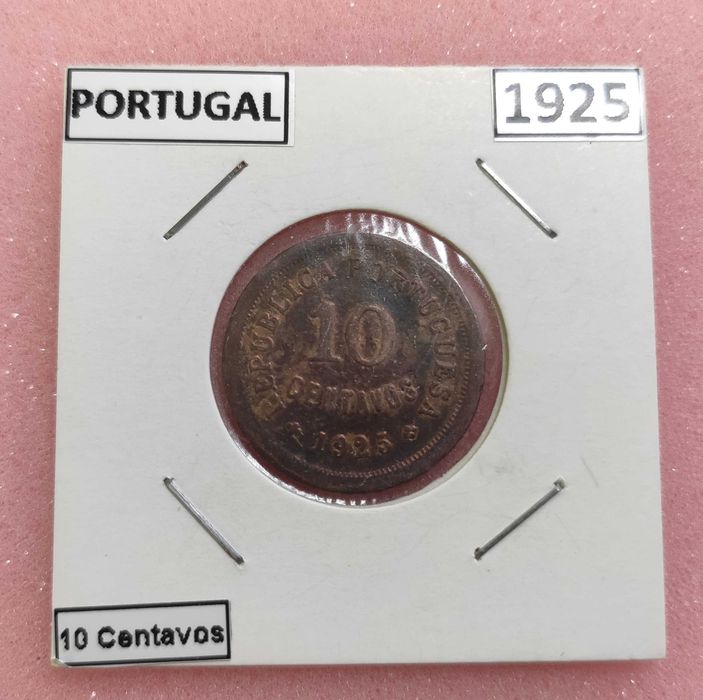 PORTUGAL
1925
REPUBLICA PORTUGUESA
10
CENTAVOS
1925
10 Centavos